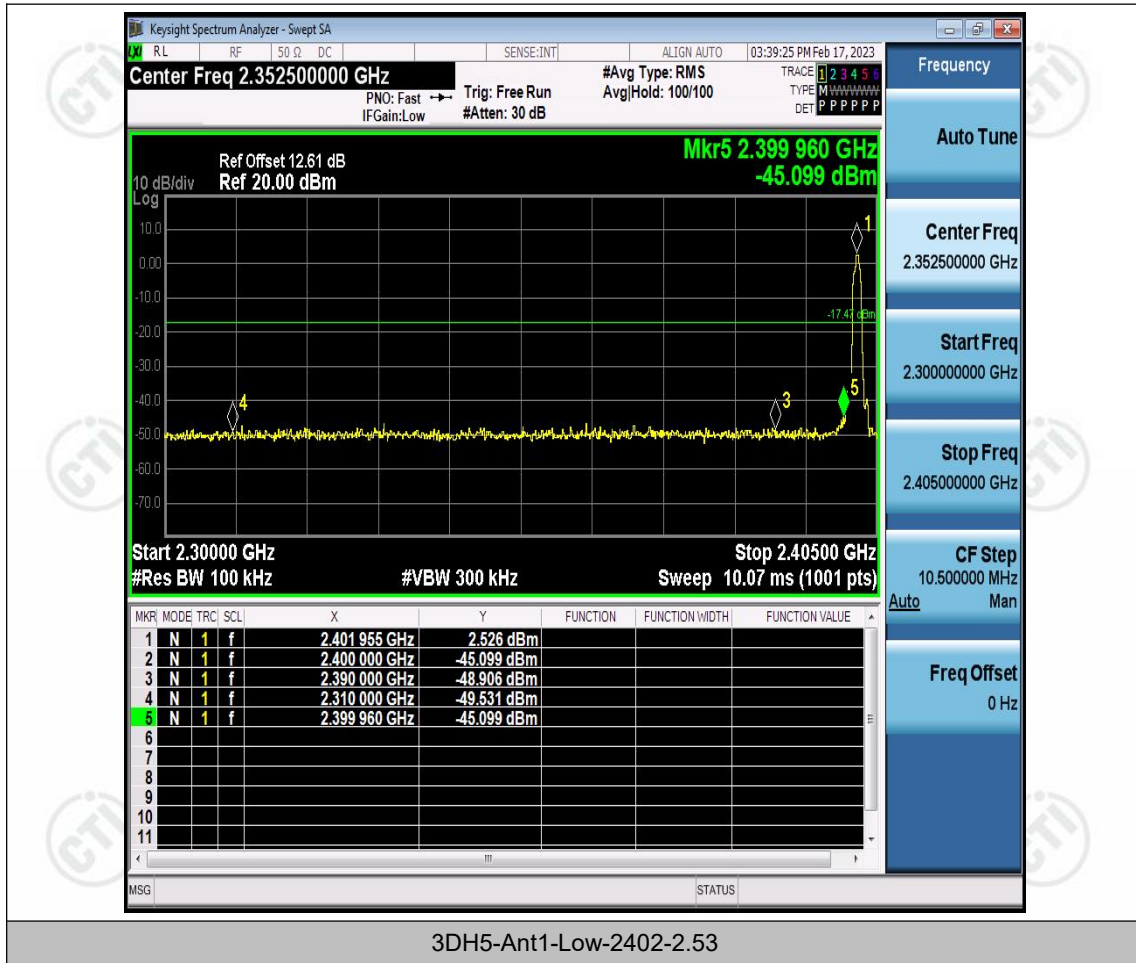 Keysight Spectrum Analyzer - Swept SA
LXI RL RF 50 Ω DC SENSE:INT ALIGN AUTO 03:39:25 PM Feb 17, 2023
Center Freq 2.352500000 GHz
PNO: Fast
IFGain:Low
Trig: Free Run
#Atten: 30 dB
#Avg Type: RMS
Avg|Hold: 100/100
TRACE 1 2 3 4 5 6
TYPE M WWWWW
DET P P P P P P
Mkr5 2.399 960 GHz
-45.099 dBm
Ref Offset 12.61 dB
10 dB/div Ref 20.00 dBm
Log
10.0
0.00
-10.0
-20.0
-30.0
-40.0
-50.0
-60.0
-70.0
1
-17.47 dBm
5
4
3
Start 2.30000 GHz Stop 2.40500 GHz
#Res BW 100 kHz #VBW 300 kHz Sweep 10.07 ms (1001 pts)
MKR MODE TRC SCL X Y FUNCTION FUNCTION WIDTH FUNCTION VALUE
1 N 1 f 2.401 955 GHz 2.526 dBm
2 N 1 f 2.400 000 GHz -45.099 dBm
3 N 1 f 2.390 000 GHz -48.906 dBm
4 N 1 f 2.310 000 GHz -49.531 dBm
5 N 1 f 2.399 960 GHz -45.099 dBm
6
7
8
9
10
11
MSG STATUS
Frequency
Auto Tune
Center Freq
2.352500000 GHz
Start Freq
2.300000000 GHz
Stop Freq
2.405000000 GHz
CF Step
10.500000 MHz
Auto Man
Freq Offset
0 Hz
CTI
CTI
CTI
CTI
CTI
CTI
3DH5-Ant1-Low-2402-2.53